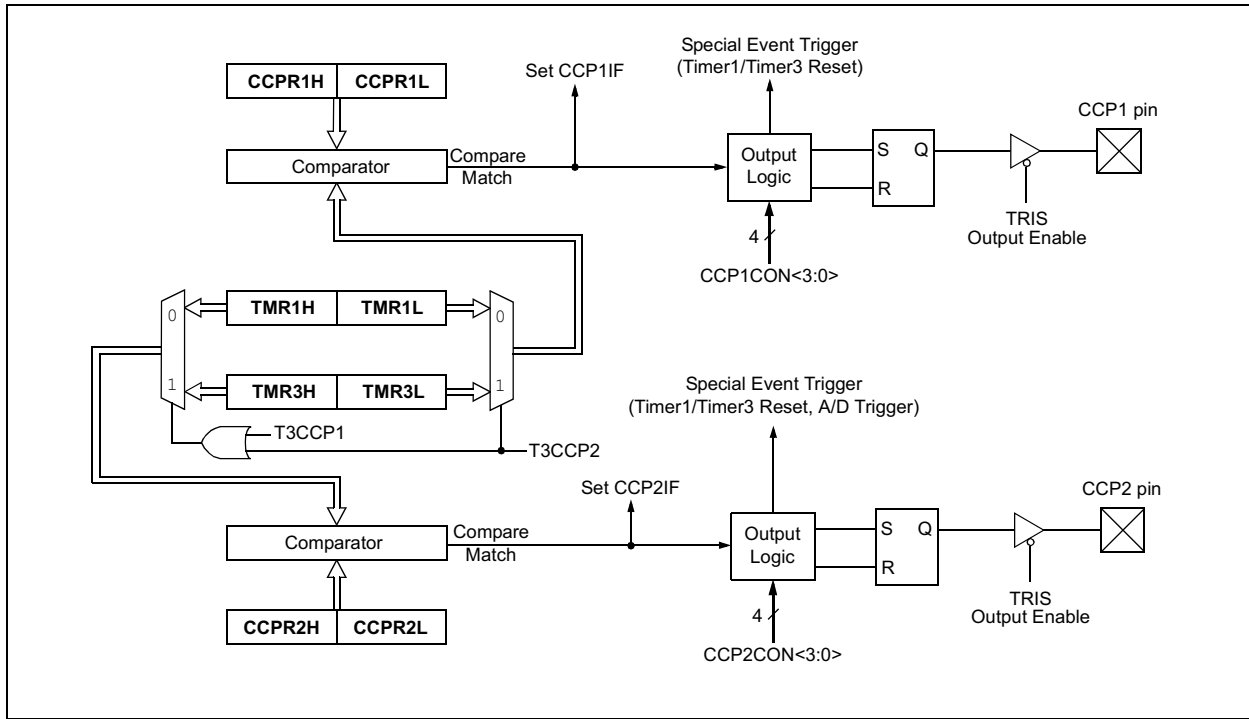 Special Event Trigger
(Timer1/Timer3 Reset)
Set CCP1IF
CCPR1H CCPR1L
CCP1 pin
Comparator
Compare
Match
Output
Logic
S Q
R
TRIS
Output Enable
4
CCP1CON<3:0>
0 TMR1H TMR1L 0
1 TMR3H TMR3L 1
T3CCP1
T3CCP2
Special Event Trigger
(Timer1/Timer3 Reset, A/D Trigger)
Set CCP2IF
CCP2 pin
Comparator
Compare
Match
Output
Logic
S Q
R
TRIS
Output Enable
4
CCPR2H CCPR2L
CCP2CON<3:0>